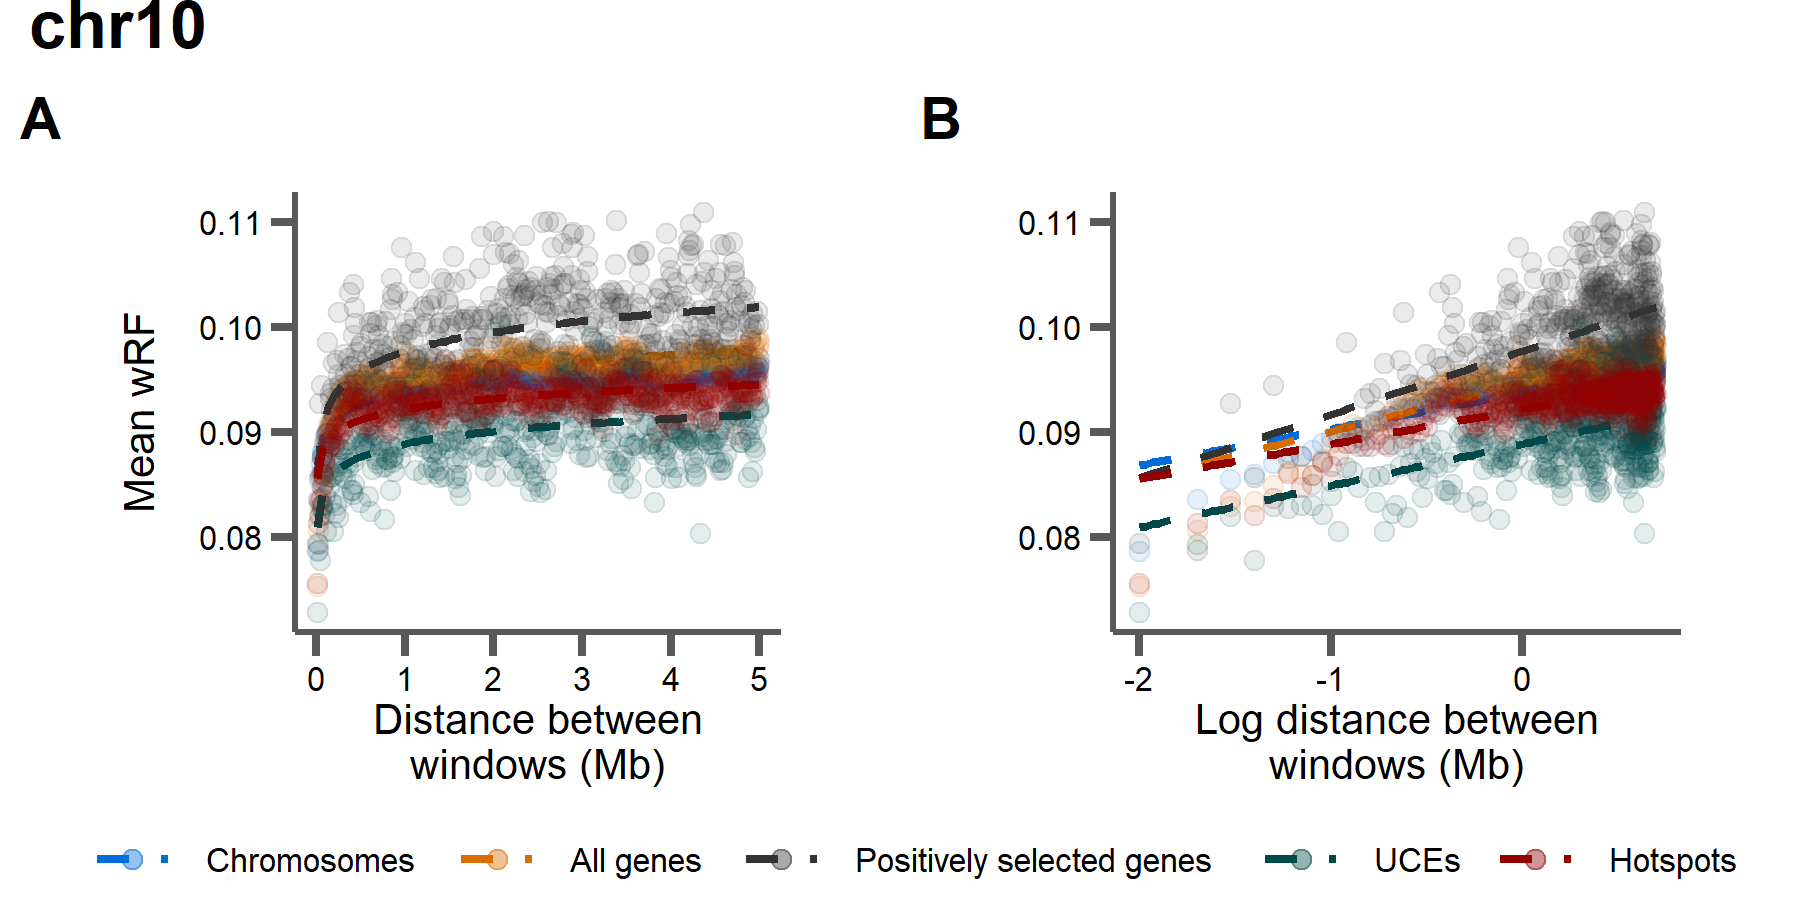 chr10
A
B
Mean wRF
0.11
0.10
0.09
0.08
0 1 2 3 4 5
Distance between
windows (Mb)
0.11
0.10
0.09
0.08
-2 -1 0
Log distance between
windows (Mb)
Chromosomes All genes Positively selected genes UCEs Hotspots